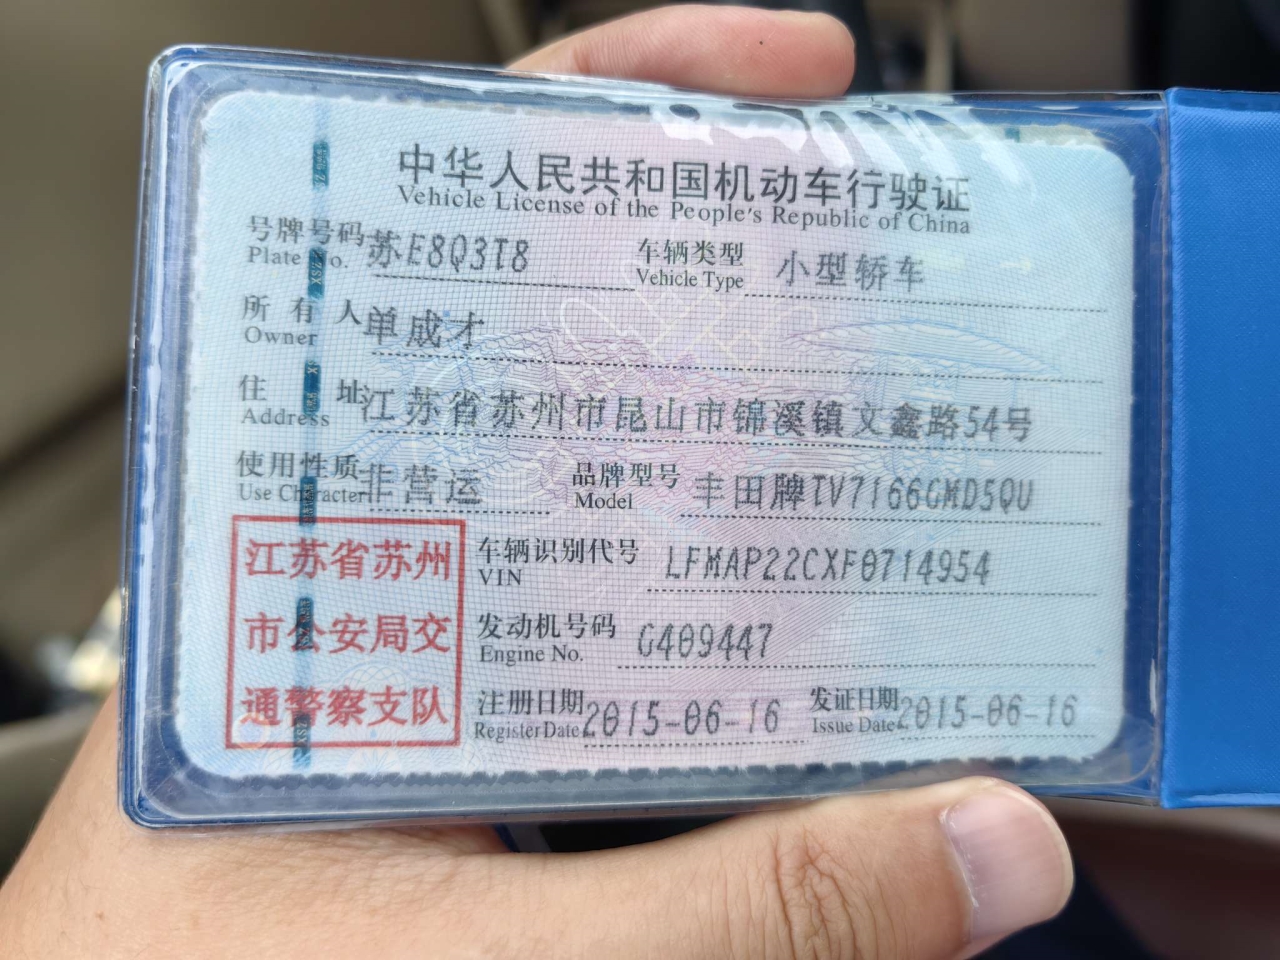 中华人民共和国机动车行驶证
Vehicle License of the People's Republic of China
号牌号码 苏E8Q3T8 车辆类型 小型轿车
Plate No. Vehicle Type
所有人 单成才
Owner
住址 江苏省苏州市昆山市锦溪镇文鑫路54号
Address
使用性质 非营运 品牌型号 丰田牌TV7166GMD5QU
Use Character Model
江苏省苏州
市公安局交
通警察支队
车辆识别代号 LFMAP22CXF0714954
VIN
发动机号码 G409447
Engine No.
注册日期 2015-06-16 发证日期 2015-06-16
Register Date Issue Date